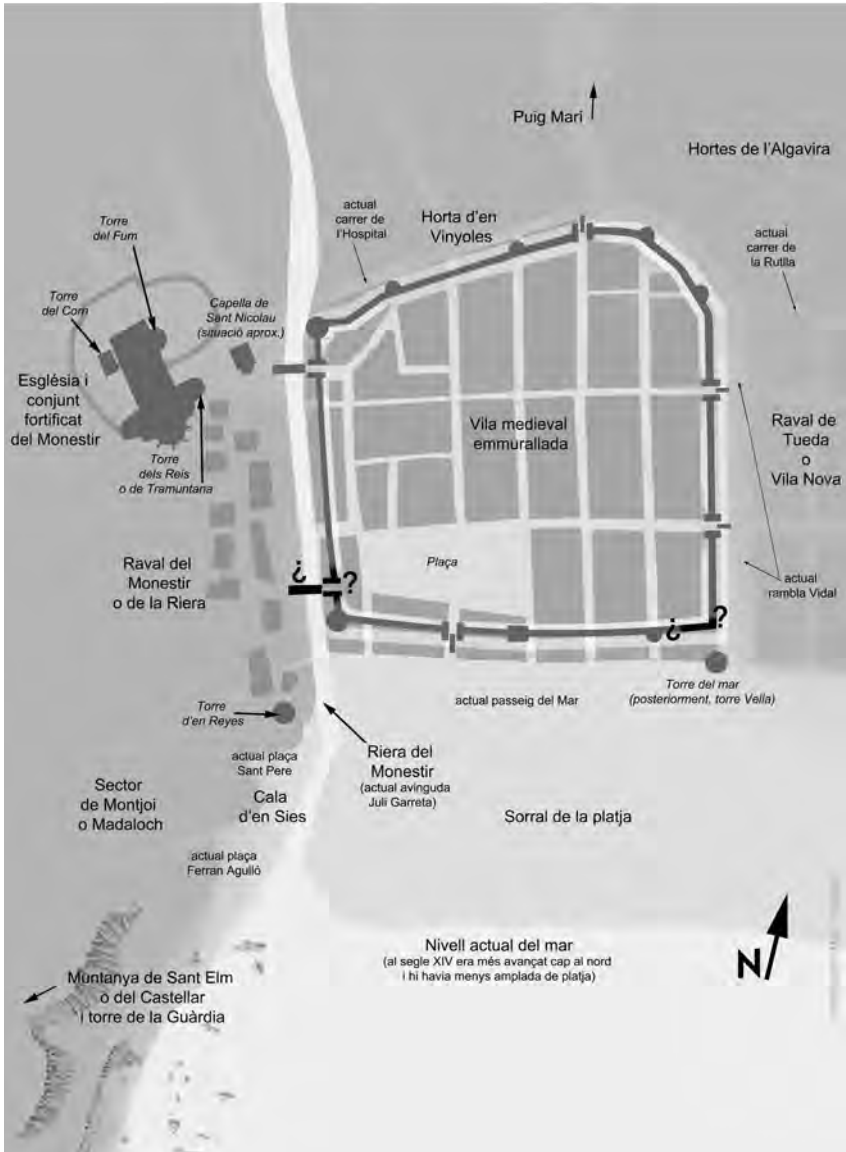 Puig Marí
Hortes de l'Algavira
actual
carrer de
l'Hospital
Horta d'en
Vinyoles
actual
carrer de
la Rutlla
Torre
del Fum
Torre
del Corn
Capella de
Sant Nicolau
(situació aprox.)
Església i
conjunt
fortificat
del Monestir
Torre
dels Reis
o de Tramuntana
Vila medieval
emmurallada
Raval de
Tueda
o
Vila Nova
Raval del
Monestir
o de la Riera
Plaça
actual
rambla Vidal
¿ ?
¿ ?
Torre del mar
(posteriorment, torre Vella)
actual passeig del Mar
Torre
d'en Reyes
actual plaça
Sant Pere
Riera del
Monestir
(actual avinguda
Juli Garreta)
Sector
de Montjoi
o Madaloch
Cala
d'en Sies
Sorral de la platja
actual plaça
Ferran Agulló
Nivell actual del mar
(al segle XIV era més avançat cap al nord
i hi havia menys amplada de platja)
N
Muntanya de Sant Elm
o del Castellar
i torre de la Guàrdia